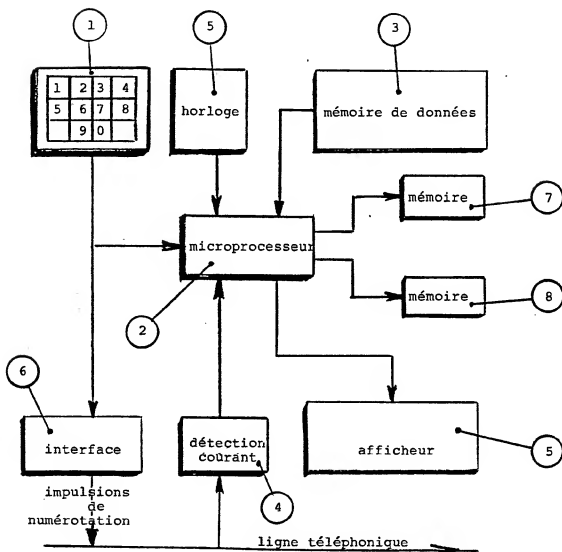 1
5
3
1 2 3 4
5 6 7 8
9 0
horloge
mémoire de données
mémoire
7
microprocesseur
mémoire
8
2
6
interface
détection
courant
afficheur
5
4
impulsions
de
numérotation
ligne téléphonique